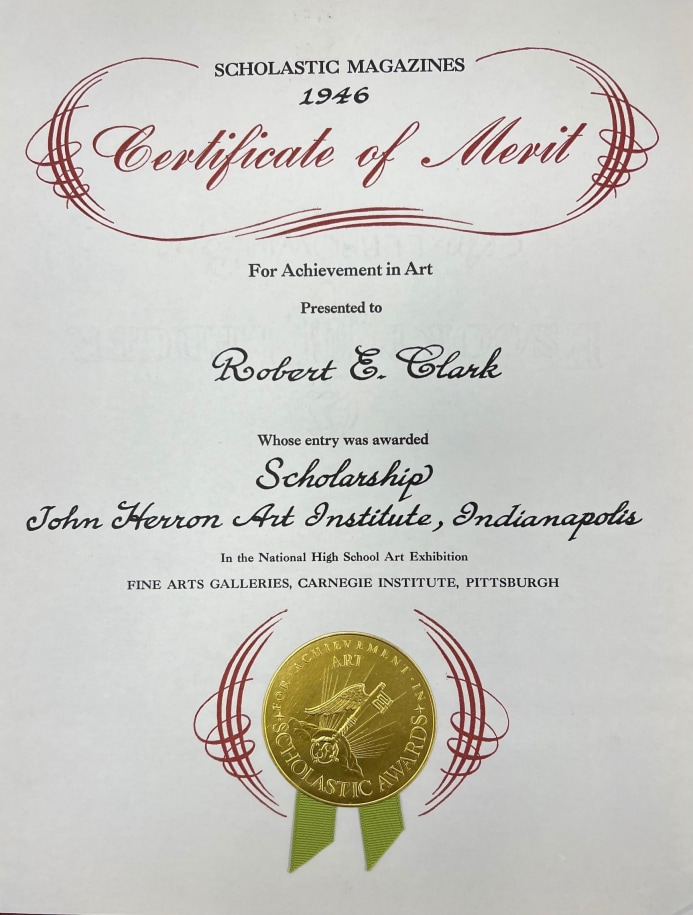 SCHOLASTIC MAGAZINES
1946
Certificate of Merit
For Achievement in Art
Presented to
Robert E. Clark
Whose entry was awarded
Scholarship
John Herron Art Institute, Indianapolis
In the National High School Art Exhibition
FINE ARTS GALLERIES, CARNEGIE INSTITUTE, PITTSBURGH
FOR · ACHIEVEMENT · IN
ART
SCHOLASTIC AWARDS